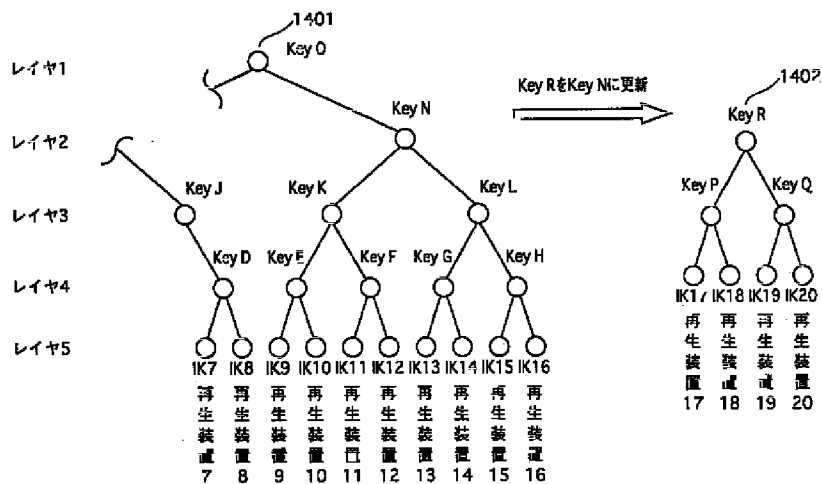 1401
Key O
レイヤ1
Key RをKey Nに更新
1402
Key N
Key R
レイヤ2
Key J
Key K
Key L
Key P
Key Q
レイヤ3
Key D
Key E
Key F
Key G
Key H
レイヤ4
IK17 IK18 IK19 IK20
レイヤ5
IK7 IK8 IK9 IK10 IK11 IK12 IK13 IK14 IK15 IK16
再生装置17
再生装置18
再生装置19
再生装置20
再生装置7
再生装置8
再生装置9
再生装置10
再生装置11
再生装置12
再生装置13
再生装置14
再生装置15
再生装置16